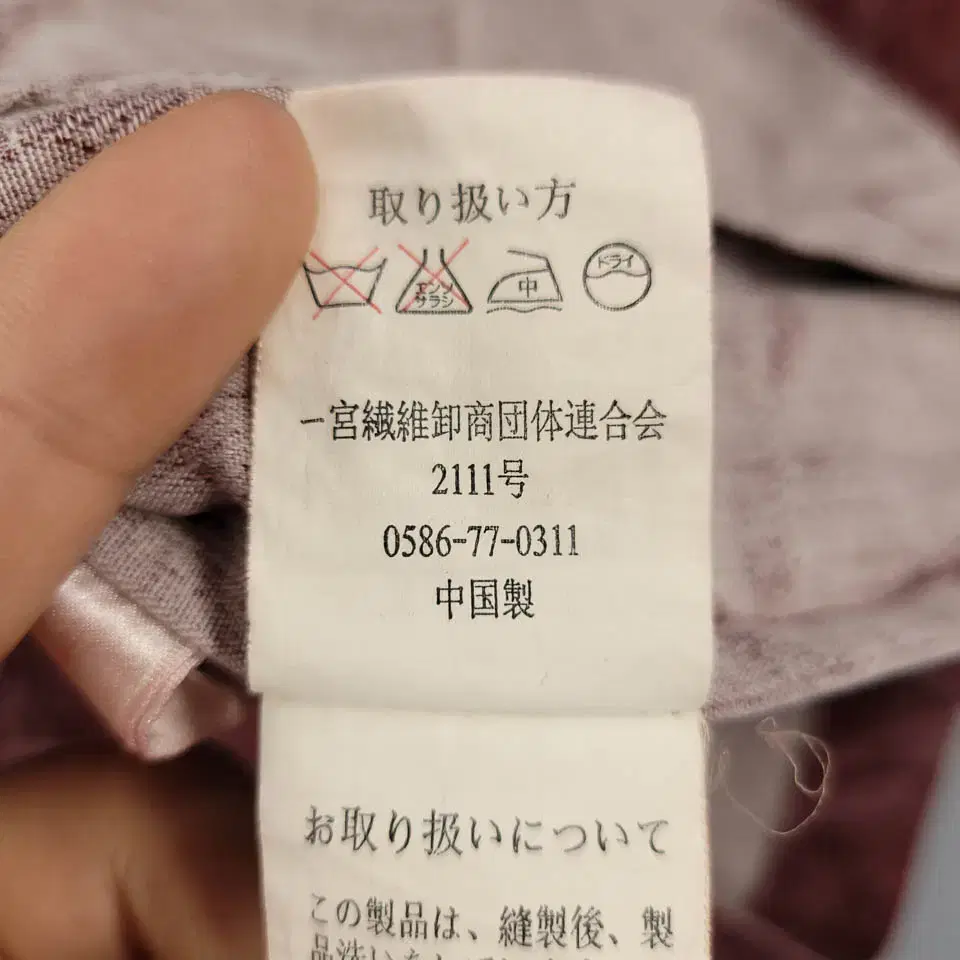 取り扱い方
エンソ
サラシ
中
ドライ
一宮繊維卸商団体連合会
2111号
0586-77-0311
中国製
お取り扱いについて
この製品は、縫製後、製